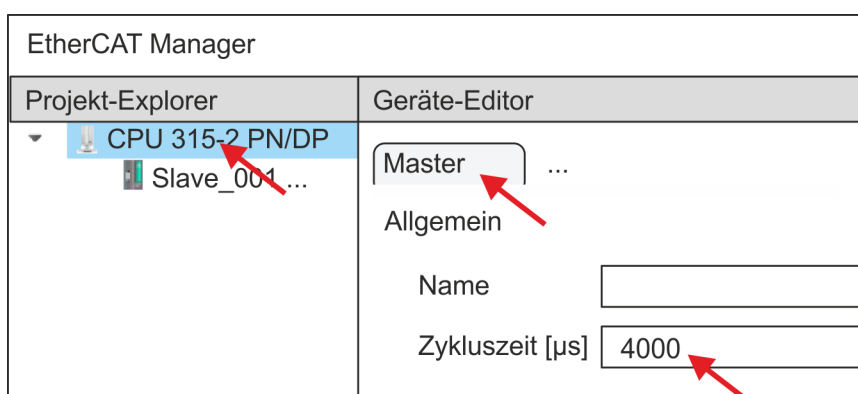 EtherCAT Manager
Projekt-Explorer
Geräte-Editor
CPU 315-2 PN/DP
Slave_001 ...
Master
...
Allgemein
Name
Zykluszeit [µs]
4000